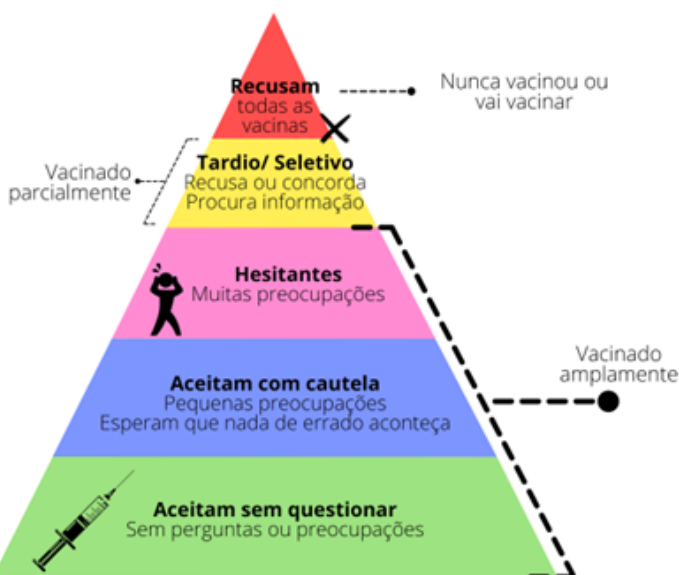 Recusam
todas as
vacinas
Nunca vacinou ou
vai vacinar
Tardio/ Seletivo
Recusa ou concorda
Procura informação
Vacinado
parcialmente
Hesitantes
Muitas preocupações
Aceitam com cautela
Pequenas preocupações
Esperam que nada de errado aconteça
Vacinado
amplamente
Aceitam sem questionar
Sem perguntas ou preocupações